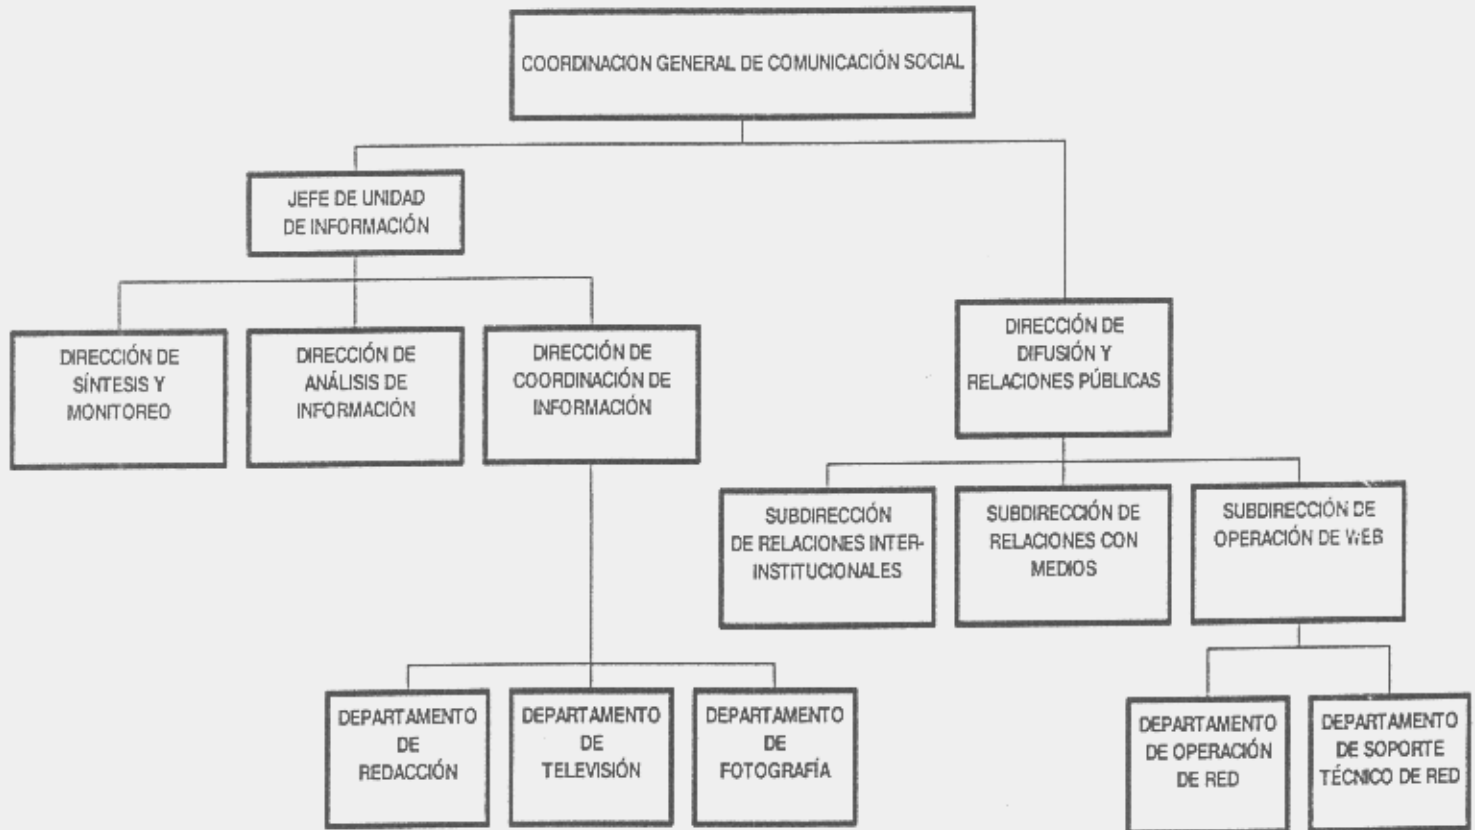 COORDINACION GENERAL DE COMUNICACIÓN SOCIAL
JEFE DE UNIDAD
DE INFORMACIÓN
DIRECCIÓN DE
SÍNTESIS Y
MONITOREO
DIRECCIÓN DE
ANÁLISIS DE
INFORMACIÓN
DIRECCIÓN DE
COORDINACIÓN DE
INFORMACIÓN
DIRECCIÓN DE
DIFUSIÓN Y
RELACIONES PÚBLICAS
SUBDIRECCIÓN
DE RELACIONES INTER-
INSTITUCIONALES
SUBDIRECCIÓN DE
RELACIONES CON
MEDIOS
SUBDIRECCIÓN DE
OPERACIÓN DE WEB
DEPARTAMENTO
DE
REDACCIÓN
DEPARTAMENTO
DE
TELEVISIÓN
DEPARTAMENTO
DE
FOTOGRAFÍA
DEPARTAMENTO
DE OPERACIÓN
DE RED
DEPARTAMENTO
DE SOPORTE
TÉCNICO DE RED